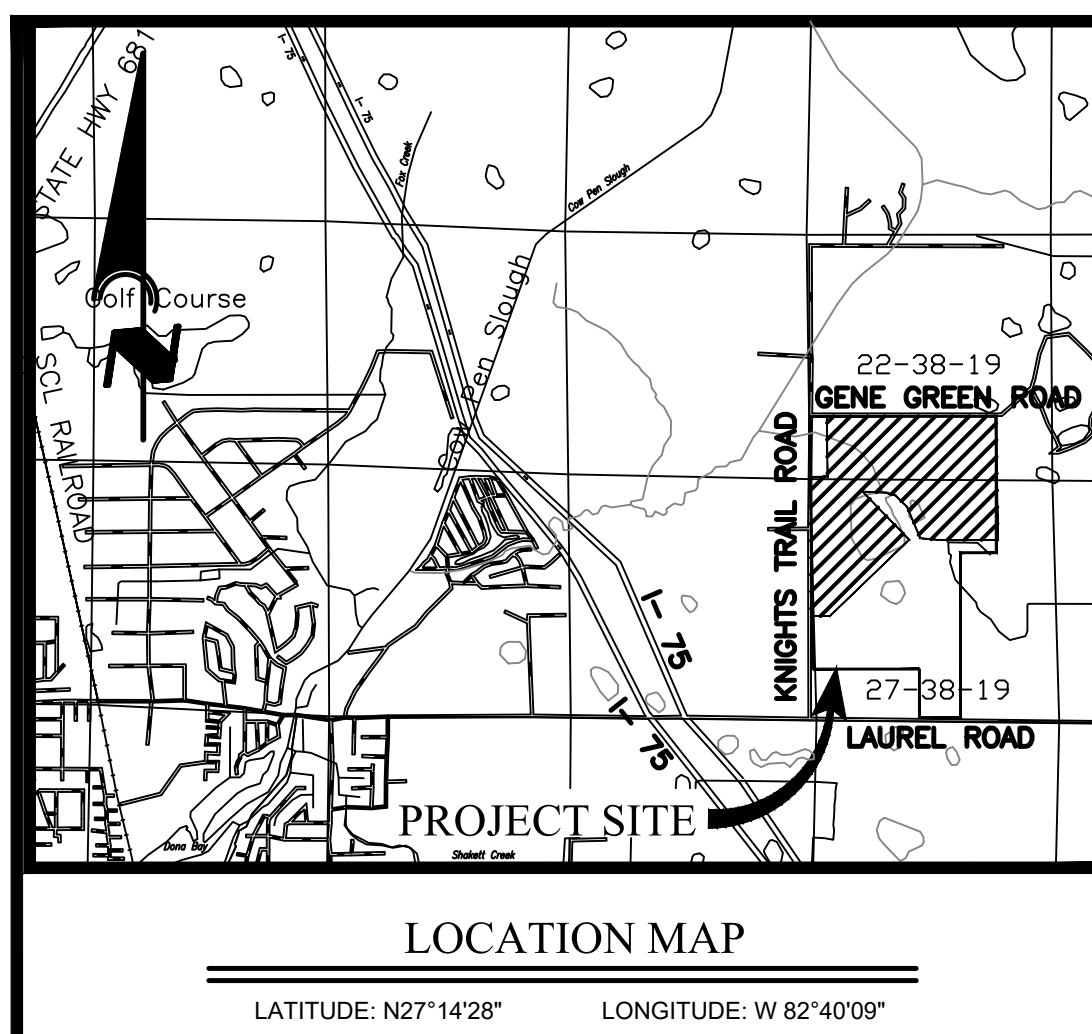 STATE HWY 681
I- 75
I- 75
Fox Creek
Cow Pen Slough
Cow Pen Slough
Golf Course
SCL RAILROAD
22-38-19
GENE GREEN ROAD
KNIGHTS TRAIL ROAD
I- 75
I- 75
27-38-19
LAUREL ROAD
PROJECT SITE
Dona Bay
Shakett Creek
LOCATION MAP
LATITUDE: N27°14'28" LONGITUDE: W 82°40'09"